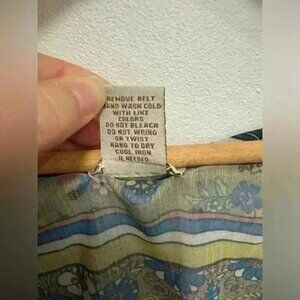 REMOVE BELT
HAND WASH COLD
WITH LIKE
COLORS
DO NOT BLEACH
DO NOT WRING
OR TWIST
HANG TO DRY
COOL IRON
IF NEEDED